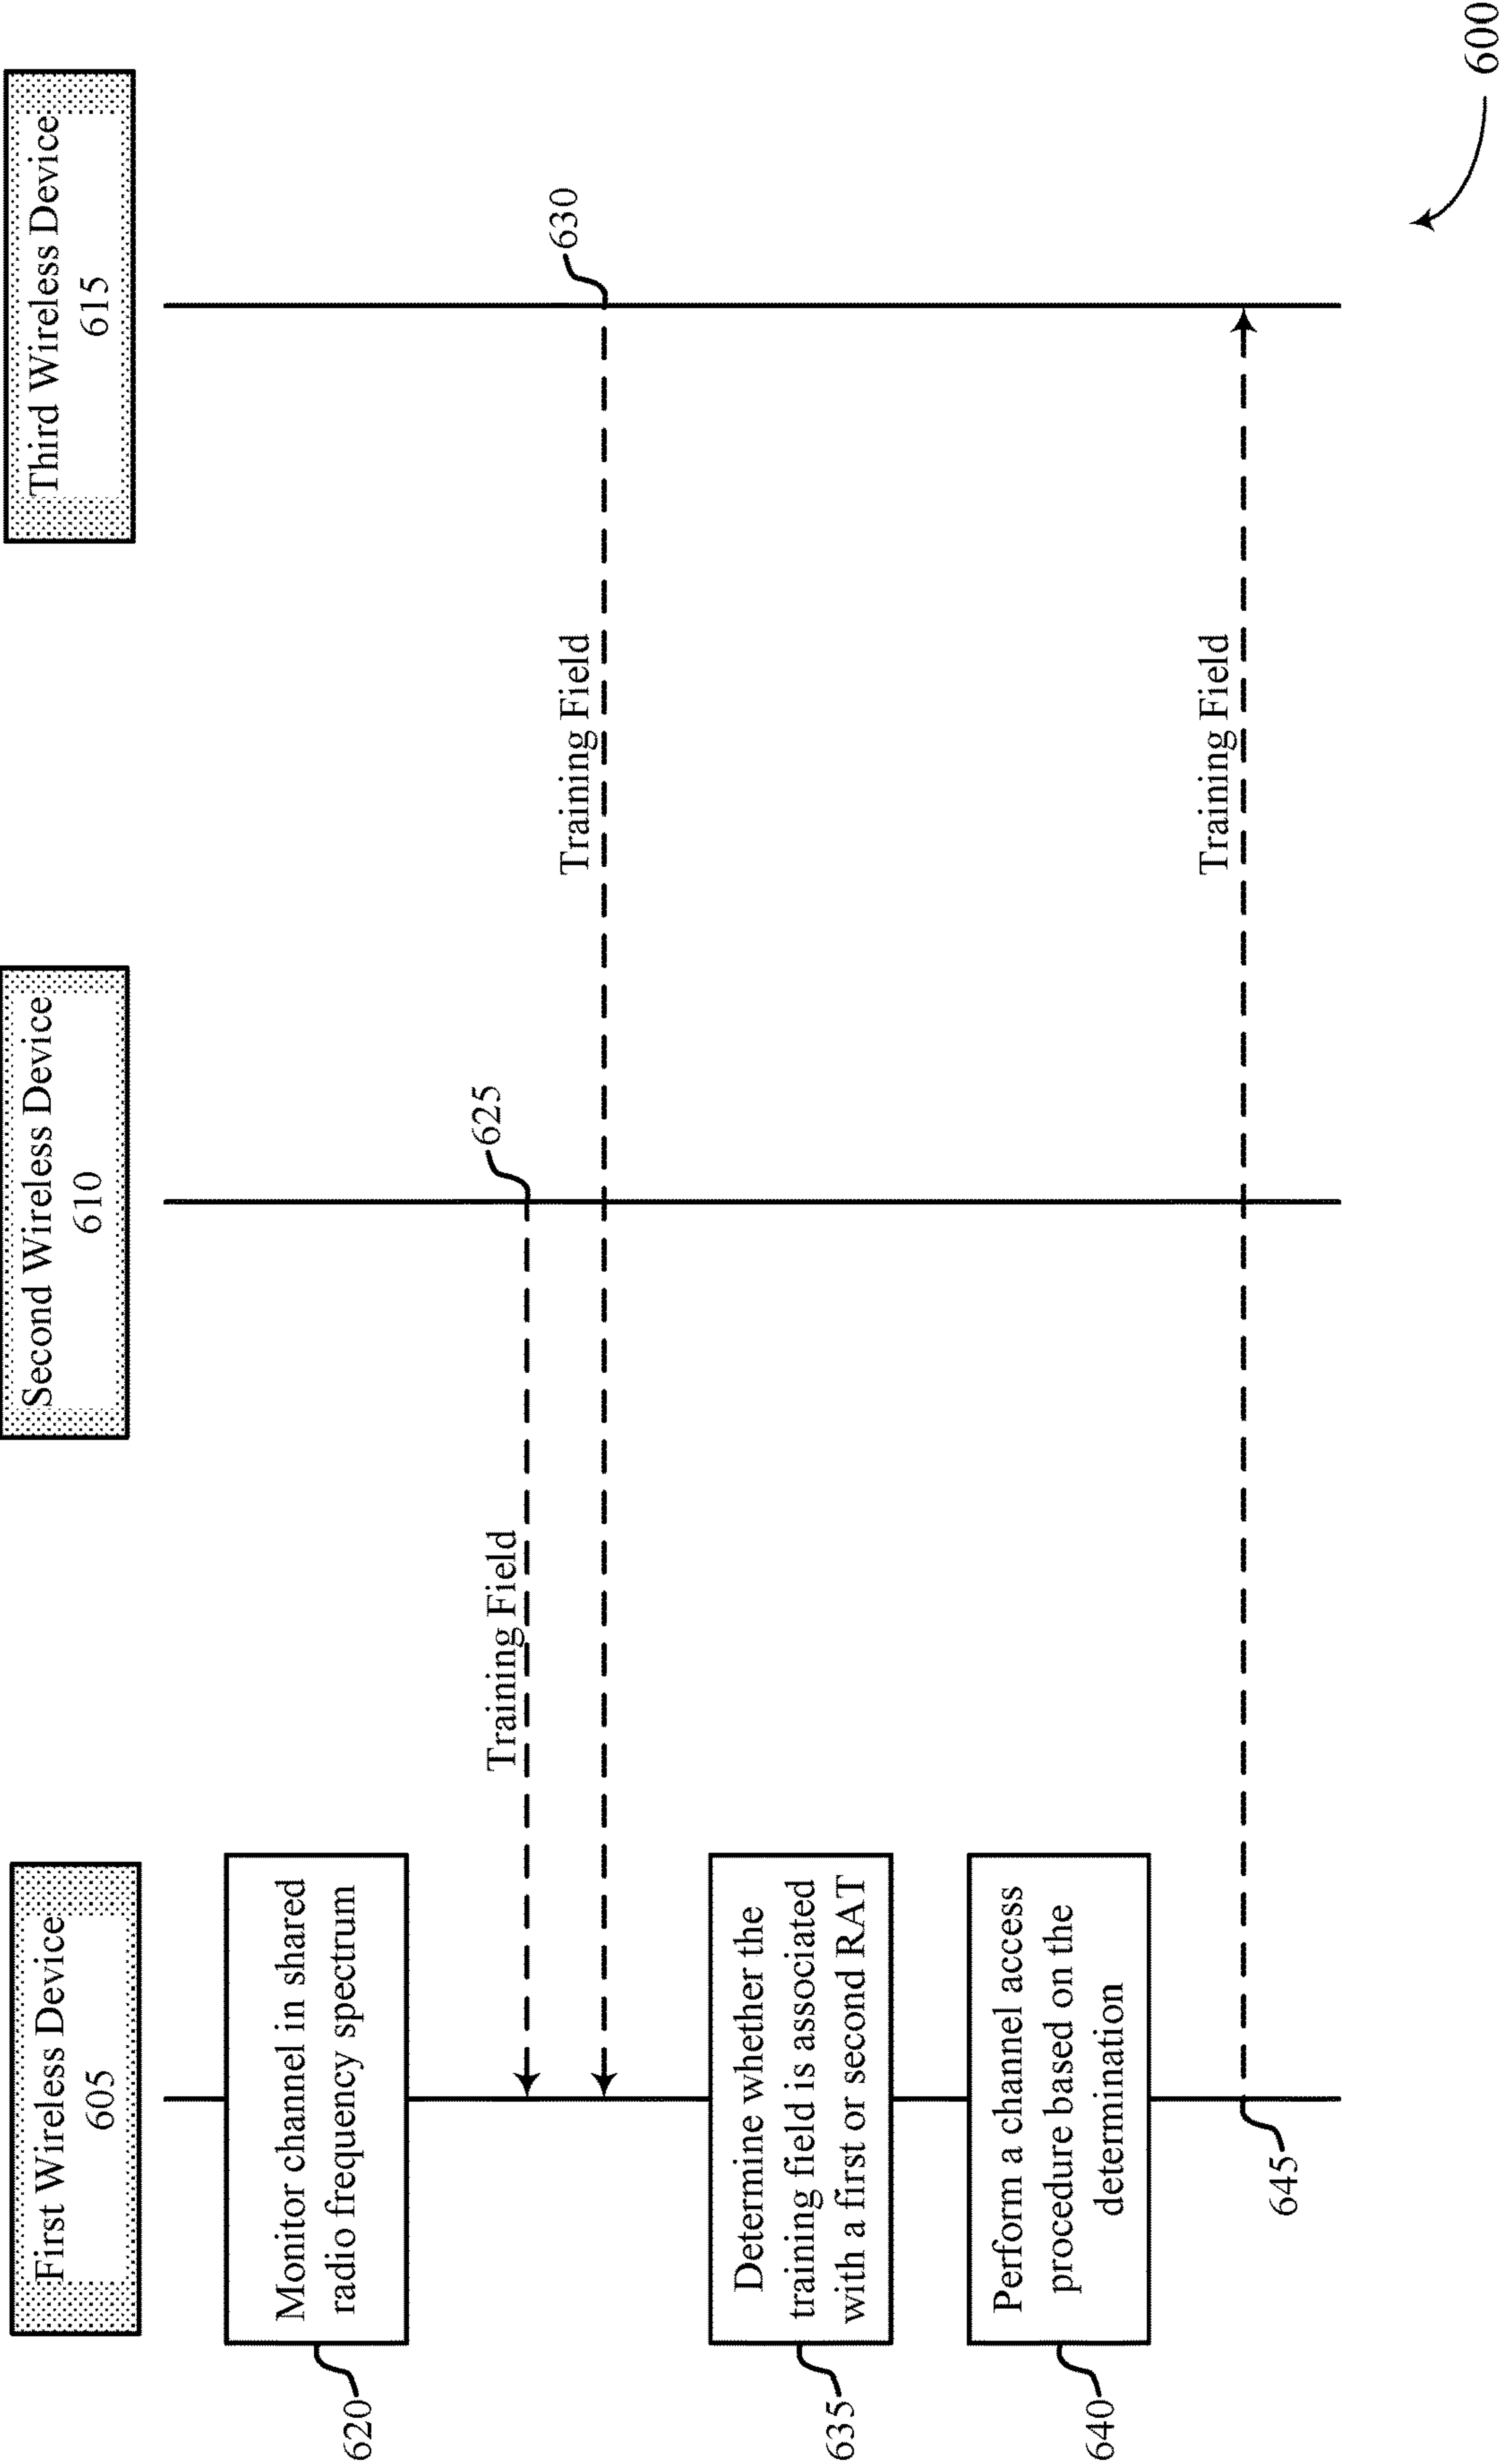 First Wireless Device
605
Second Wireless Device
610
Third Wireless Device
615
620
Monitor channel in shared
radio frequency spectrum
625
Training Field
630
Training Field
635
Determine whether the
training field is associated
with a first or second RAT
640
Perform a channel access
procedure based on the
determination
Training Field
645
600